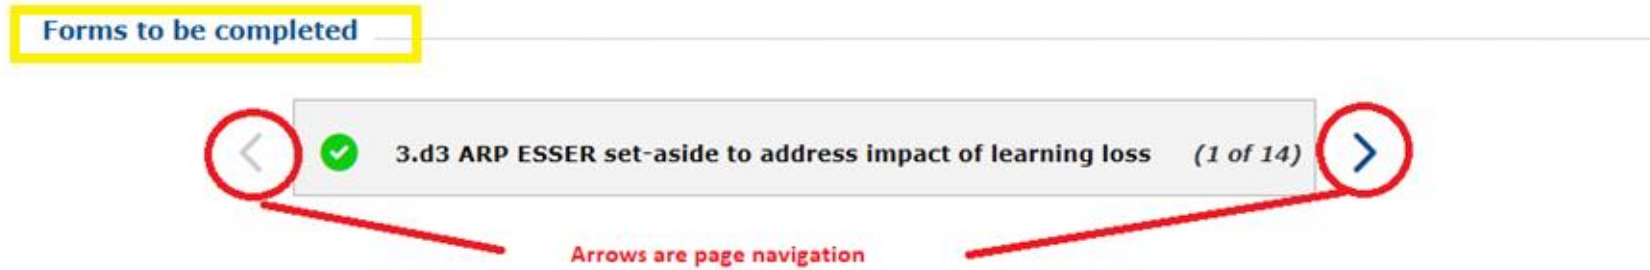 Forms to be completed
3.d3 ARP ESSER set-aside to address impact of learning loss (1 of 14)
Arrows are page navigation